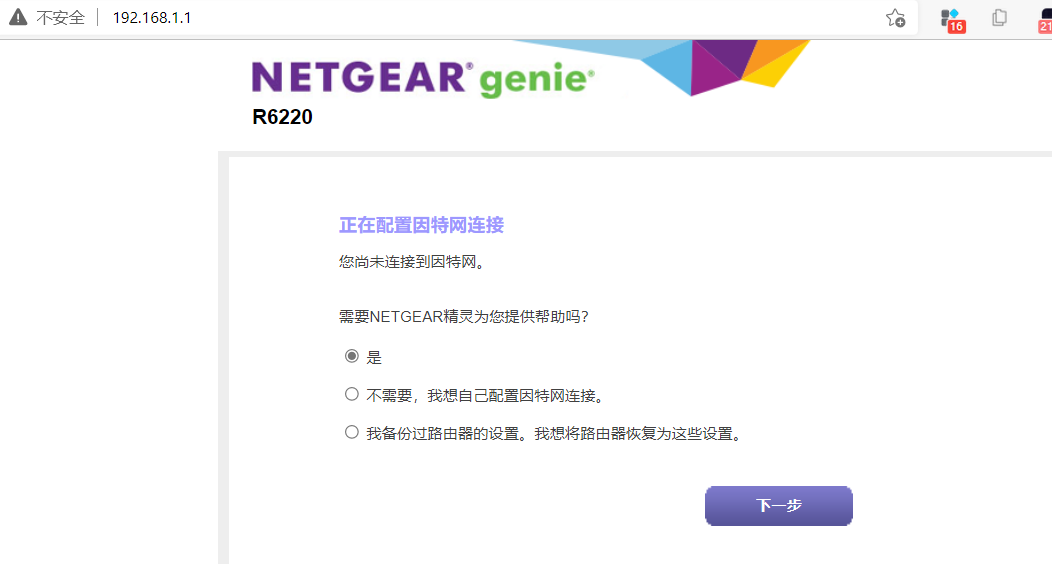 不安全 192.168.1.1
16
21
NETGEAR® genie®
R6220
正在配置因特网连接
您尚未连接到因特网。
需要NETGEAR精灵为您提供帮助吗?
是
不需要，我想自己配置因特网连接。
我备份过路由器的设置。我想将路由器恢复为这些设置。
下一步